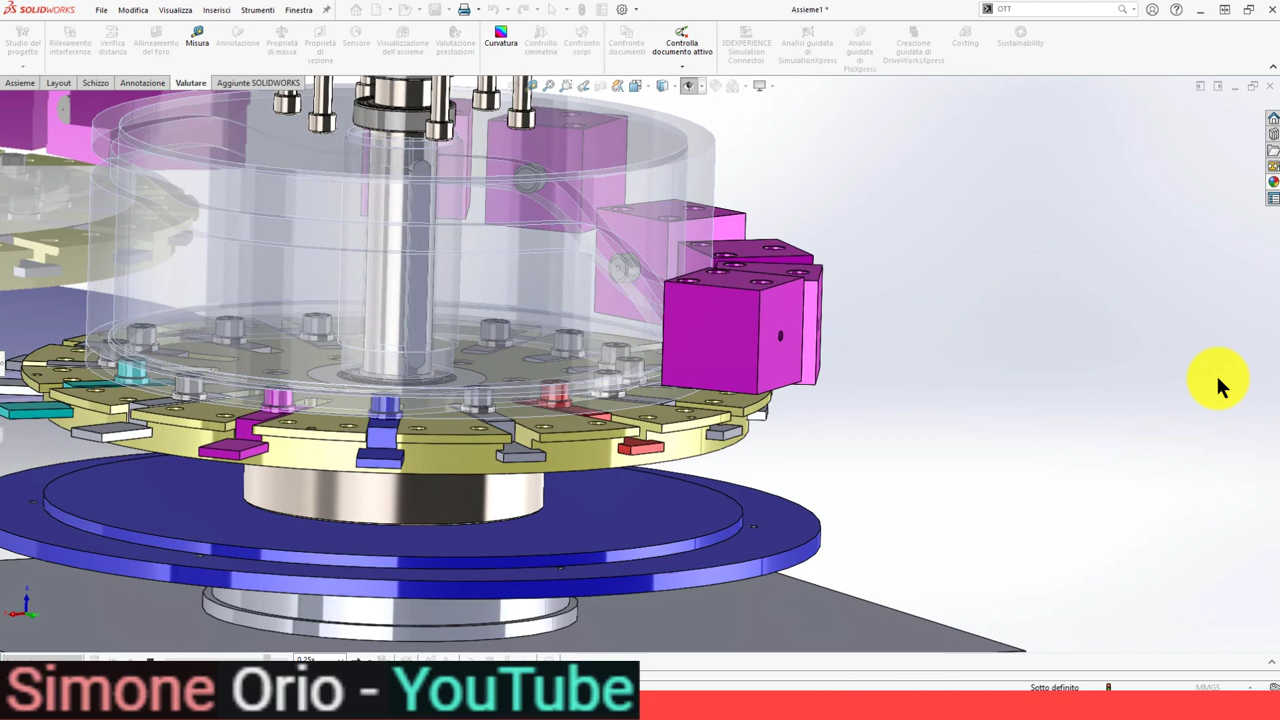 SOLIDWORKS File Modifica Visualizza Inserisci Strumenti Finestra Assieme1 * OTT
Studio del progetto Rilevamento interferenze Verifica distanza Allineamento del foro Misura Annotazione Proprietà di massa Proprietà di sezione Sensore Visualizzazione dell'assieme Valutazione prestazioni Curvatura Controllo simmetria Confronto corpi Confronto documenti Controlla documento attivo 3DEXPERIENCE Simulation Connector Analisi guidata di SimulationXpress Analisi guidata di FloXpress Creazione guidata di DriveWorksXpress Costing Sustainability
Assieme Layout Schizzo Annotazione Valutare Aggiunte SOLIDWORKS
0.25x
Simone Orio - YouTube
Sotto definito MMGS